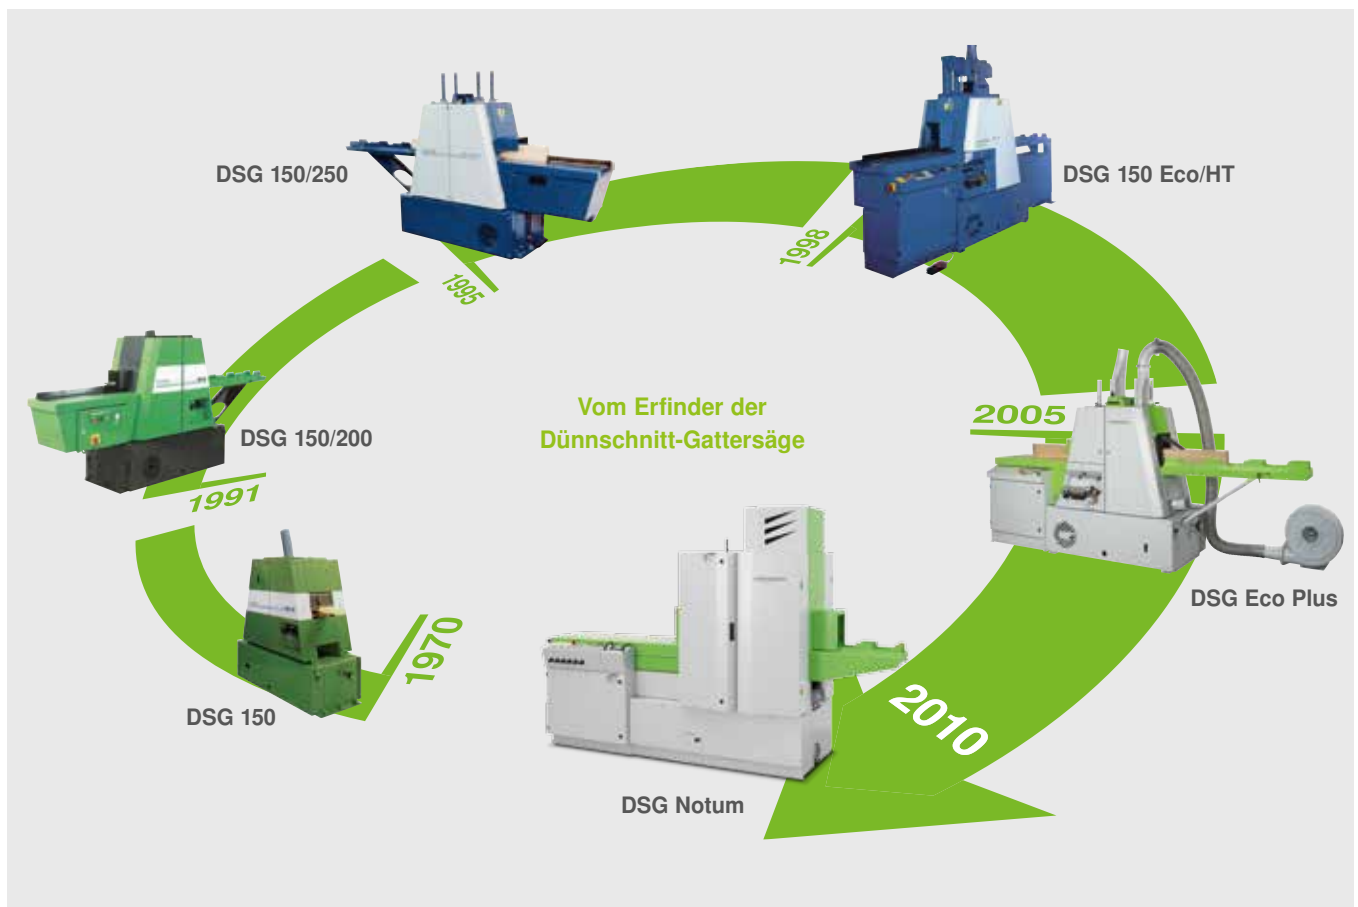 DSG 150/250
DSG 150 Eco/HT
1998
1995
Vom Erfinder der
Dünnschnitt-Gattersäge
2005
DSG 150/200
1991
DSG Eco Plus
1970
2010
DSG 150
DSG Notum